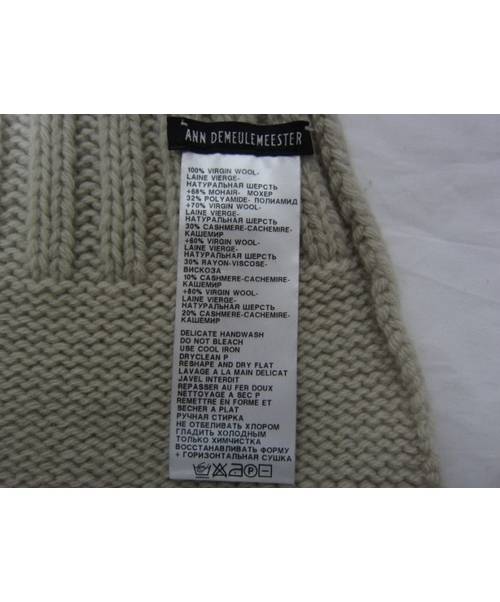 ANN DEMEULEMEESTER
100% VIRGIN WOOL-
LAINE VIERGE-
НАТУРАЛЬНАЯ ШЕРСТЬ
+68% MOHAIR- МОХЕР
32% POLYAMIDE- ПОЛИАМИД
+70% VIRGIN WOOL-
LAINE VIERGE-
НАТУРАЛЬНАЯ ШЕРСТЬ
30% CASHMERE-CACHEMIRE-
КАШЕМИР
+60% VIRGIN WOOL-
LAINE VIERGE-
НАТУРАЛЬНАЯ ШЕРСТЬ
30% RAYON-VISCOSE-
ВИСКОЗА
10% CASHMERE-CACHEMIRE-
КАШЕМИР
+80% VIRGIN WOOL-
LAINE VIERGE-
НАТУРАЛЬНАЯ ШЕРСТЬ
20% CASHMERE-CACHEMIRE-
КАШЕМИР
DELICATE HANDWASH
DO NOT BLEACH
USE COOL IRON
DRYCLEAN P
RESHAPE AND DRY FLAT
LAVAGE A LA MAIN DELICAT
JAVEL INTERDIT
REPASSER AU FER DOUX
NETTOYAGE A SEC P
REMETTRE EN FORME ET
SECHER A PLAT
РУЧНАЯ СТИРКА
НЕ ОТБЕЛИВАТЬ ХЛОРОМ
ГЛАДИТЬ ХОЛОДНЫМ
ТОЛЬКО ХИМЧИСТКА
ВОССТАНАВЛИВАТЬ ФОРМУ
+ ГОРИЗОНТАЛЬНАЯ СУШКА